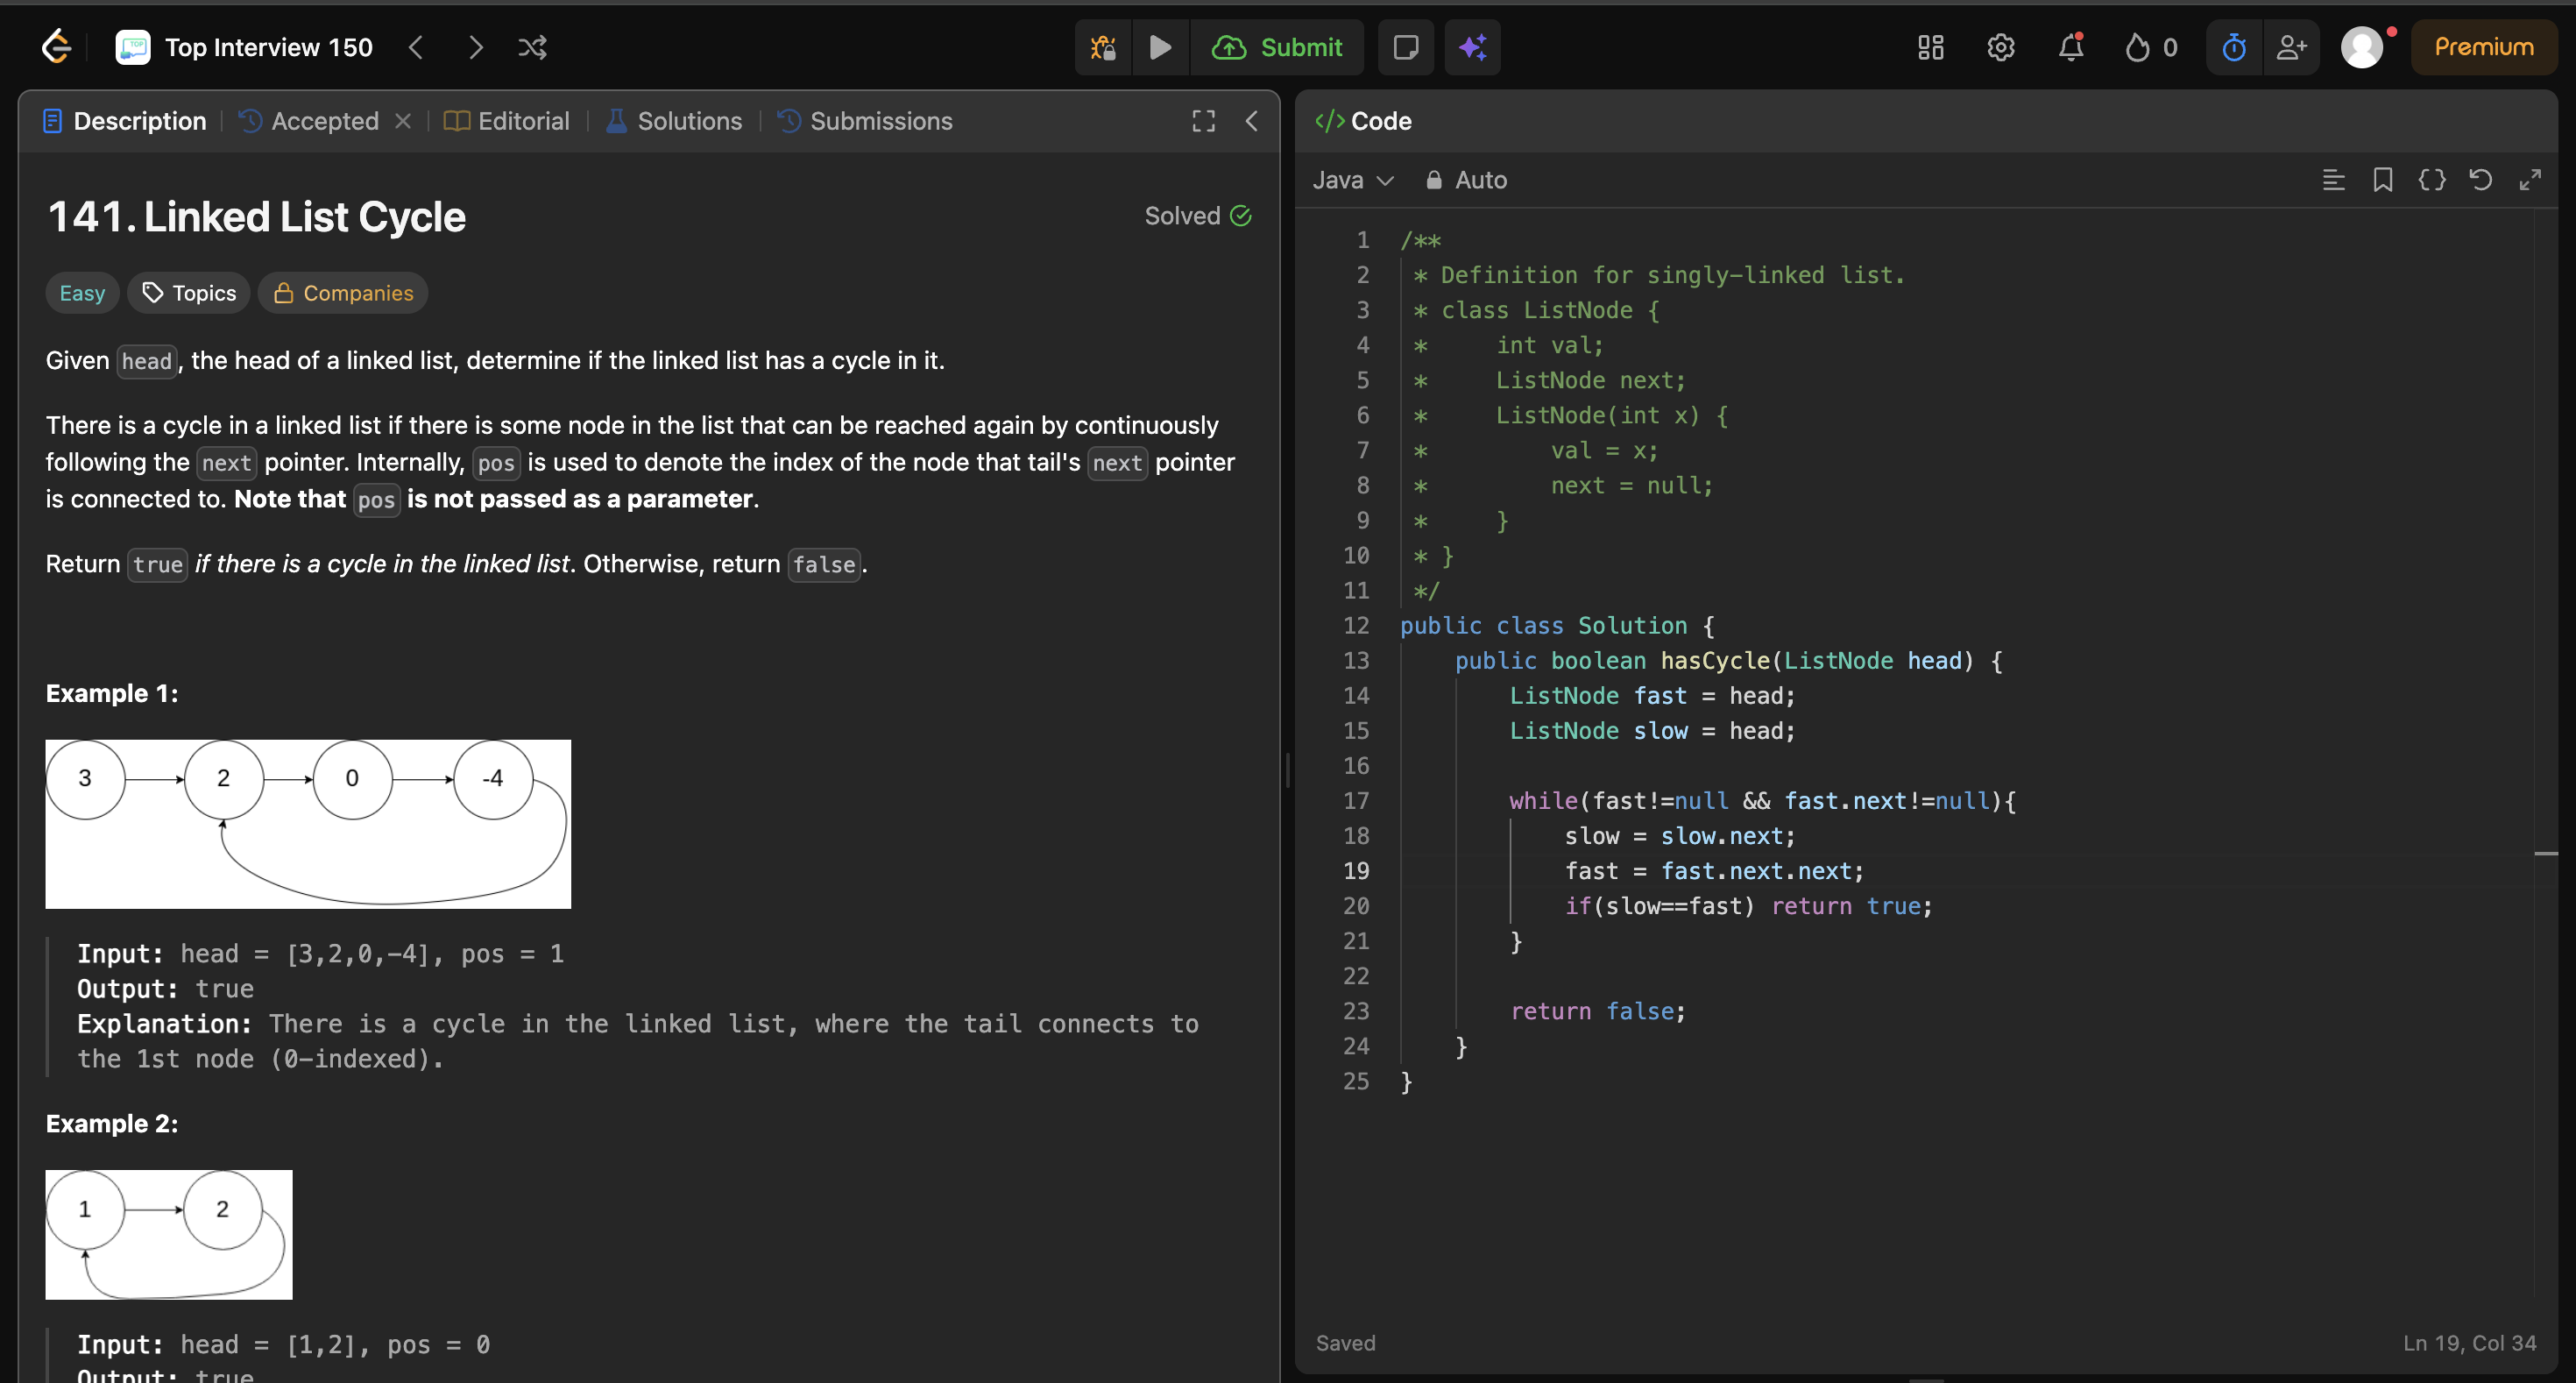 Top Interview 150
Submit
0
Premium
Description
Accepted
Editorial
Solutions
Submissions
141. Linked List Cycle
Solved
Easy
Topics
Companies
Given head, the head of a linked list, determine if the linked list has a cycle in it.
There is a cycle in a linked list if there is some node in the list that can be reached again by continuously
following the next pointer. Internally, pos is used to denote the index of the node that tail's next pointer
is connected to. Note that pos is not passed as a parameter.
Return true if there is a cycle in the linked list. Otherwise, return false.
Example 1:
3 2 0 -4
Input: head = [3,2,0,-4], pos = 1
Output: true
Explanation: There is a cycle in the linked list, where the tail connects to
the 1st node (0-indexed).
Example 2:
1 2
Input: head = [1,2], pos = 0
Output: true
</> Code
Java
Auto
1 /**
2 * Definition for singly-linked list.
3 * class ListNode {
4 *     int val;
5 *     ListNode next;
6 *     ListNode(int x) {
7 *         val = x;
8 *         next = null;
9 *     }
10 * }
11 */
12 public class Solution {
13     public boolean hasCycle(ListNode head) {
14         ListNode fast = head;
15         ListNode slow = head;
16
17         while(fast!=null && fast.next!=null){
18             slow = slow.next;
19             fast = fast.next.next;
20             if(slow==fast) return true;
21         }
22
23         return false;
24     }
25 }
Saved
Ln 19, Col 34